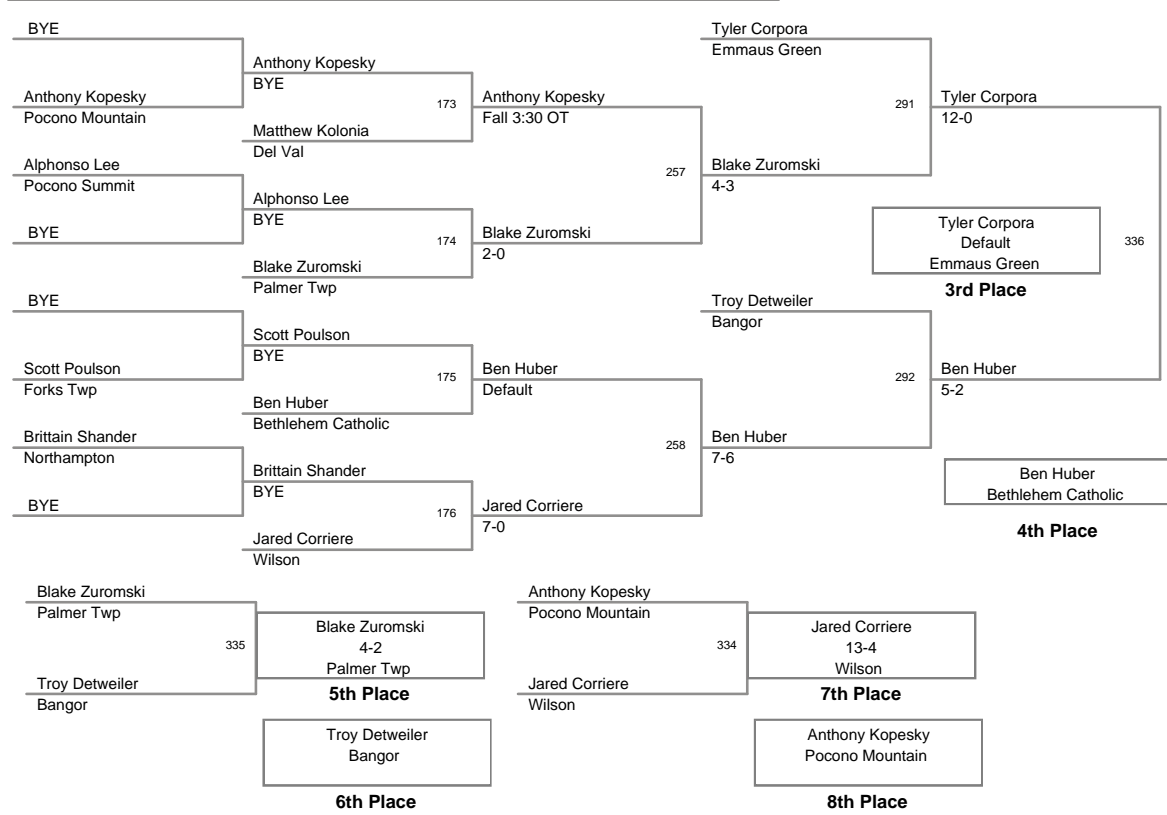 BYE
Anthony Kopesky
Pocono Mountain
Alphonso Lee
Pocono Summit
BYE
BYE
Scott Poulson
Forks Twp
Brittain Shander
Northampton
BYE
Anthony Kopesky
BYE
173
Matthew Kolonia
Del Val
Alphonso Lee
BYE
174
Blake Zuromski
Palmer Twp
Scott Poulson
BYE
175
Ben Huber
Bethlehem Catholic
Brittain Shander
BYE
176
Jared Corriere
Wilson
Anthony Kopesky
Fall 3:30 OT
257
Blake Zuromski
2-0
Ben Huber
Default
258
Jared Corriere
7-0
Tyler Corpora
Emmaus Green
291
Blake Zuromski
4-3
Troy Detweiler
Bangor
292
Ben Huber
7-6
Tyler Corpora
12-0
336
Ben Huber
5-2
Tyler Corpora
Default
Emmaus Green
3rd Place
Ben Huber
Bethlehem Catholic
4th Place
Blake Zuromski
Palmer Twp
335
Troy Detweiler
Bangor
Blake Zuromski
4-2
Palmer Twp
5th Place
Troy Detweiler
Bangor
6th Place
Anthony Kopesky
Pocono Mountain
334
Jared Corriere
Wilson
Jared Corriere
13-4
Wilson
7th Place
Anthony Kopesky
Pocono Mountain
8th Place